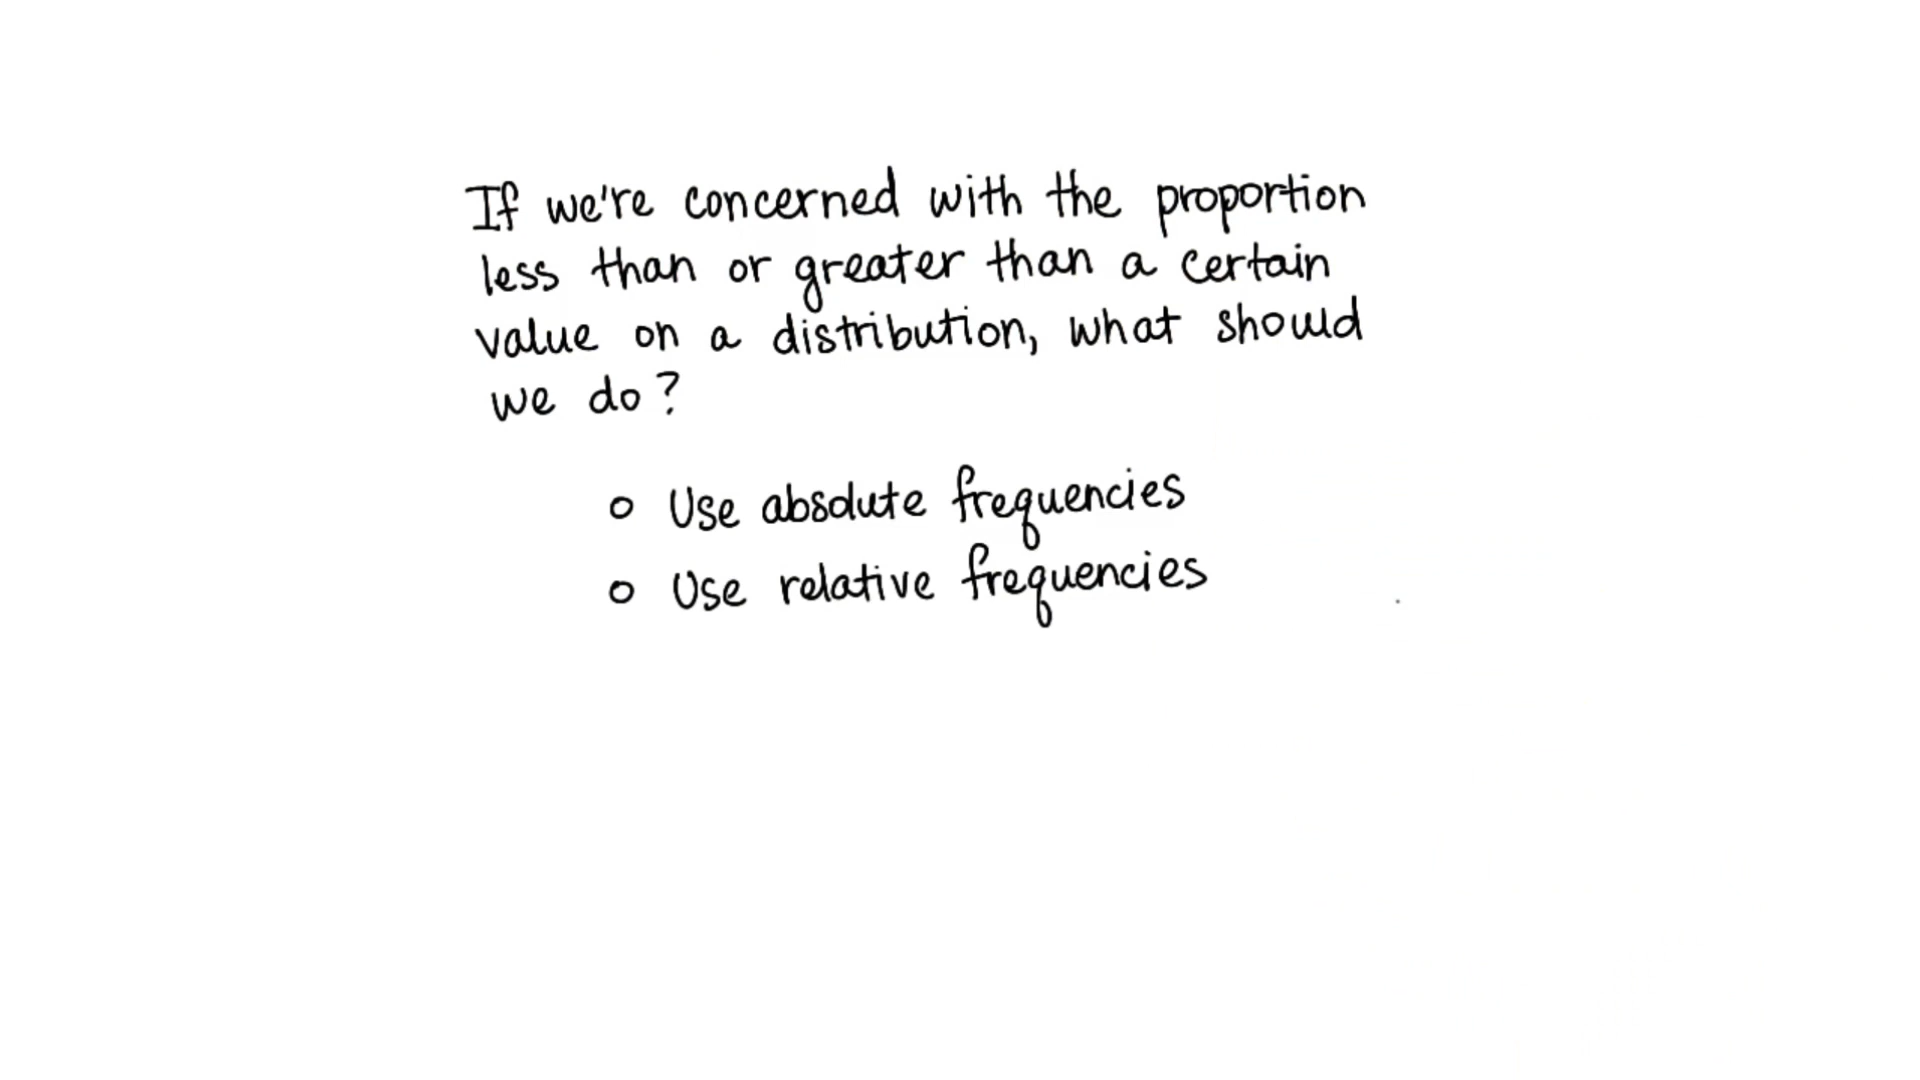 If we're concerned with the proportion
less than or greater than a certain
value on a distribution, what should
we do?
Use absolute frequencies
Use relative frequencies